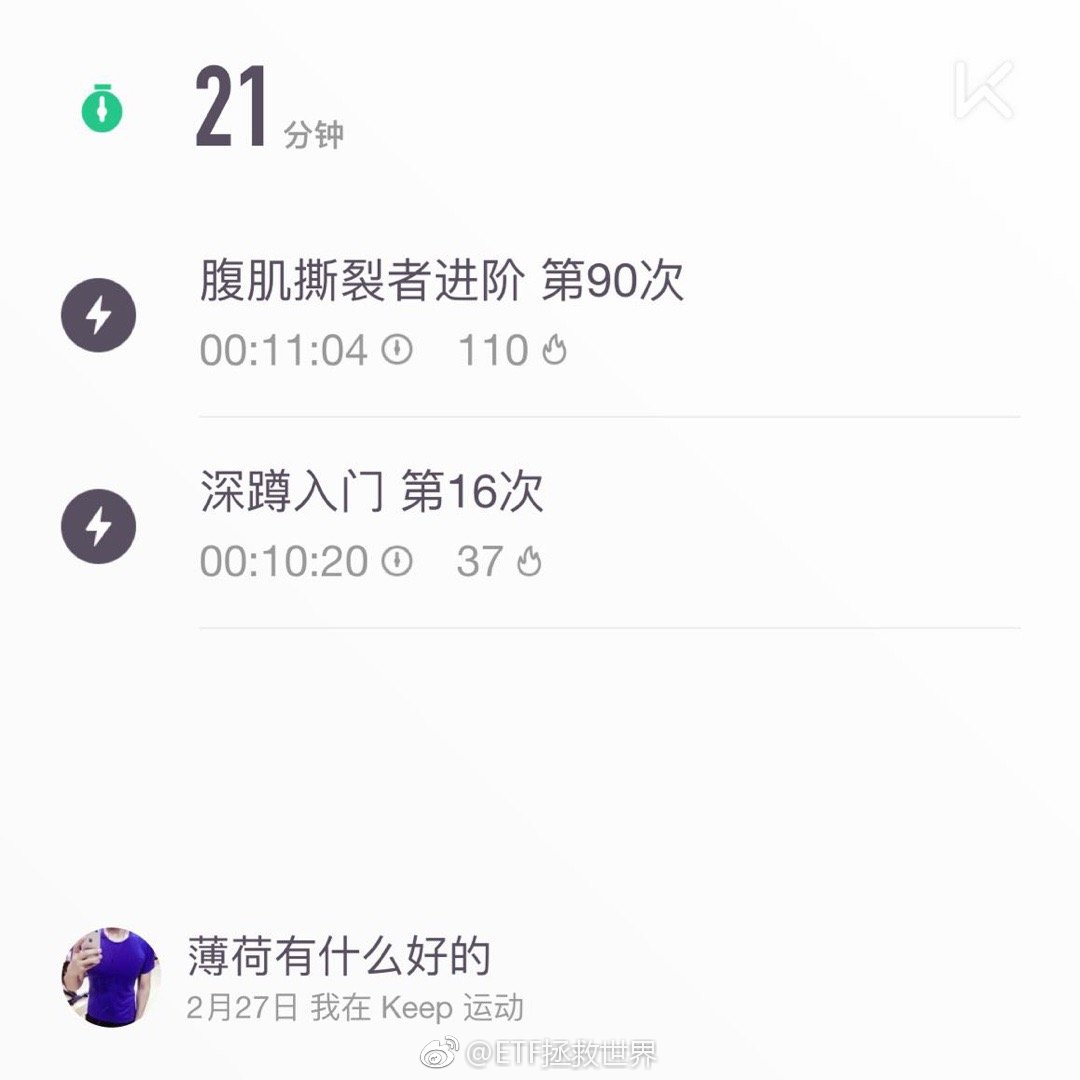 21 分钟
腹肌撕裂者进阶 第90次
00:11:04 110
深蹲入门 第16次
00:10:20 37
薄荷有什么好的
2月27日 我在 Keep 运动
@ETF拯救世界